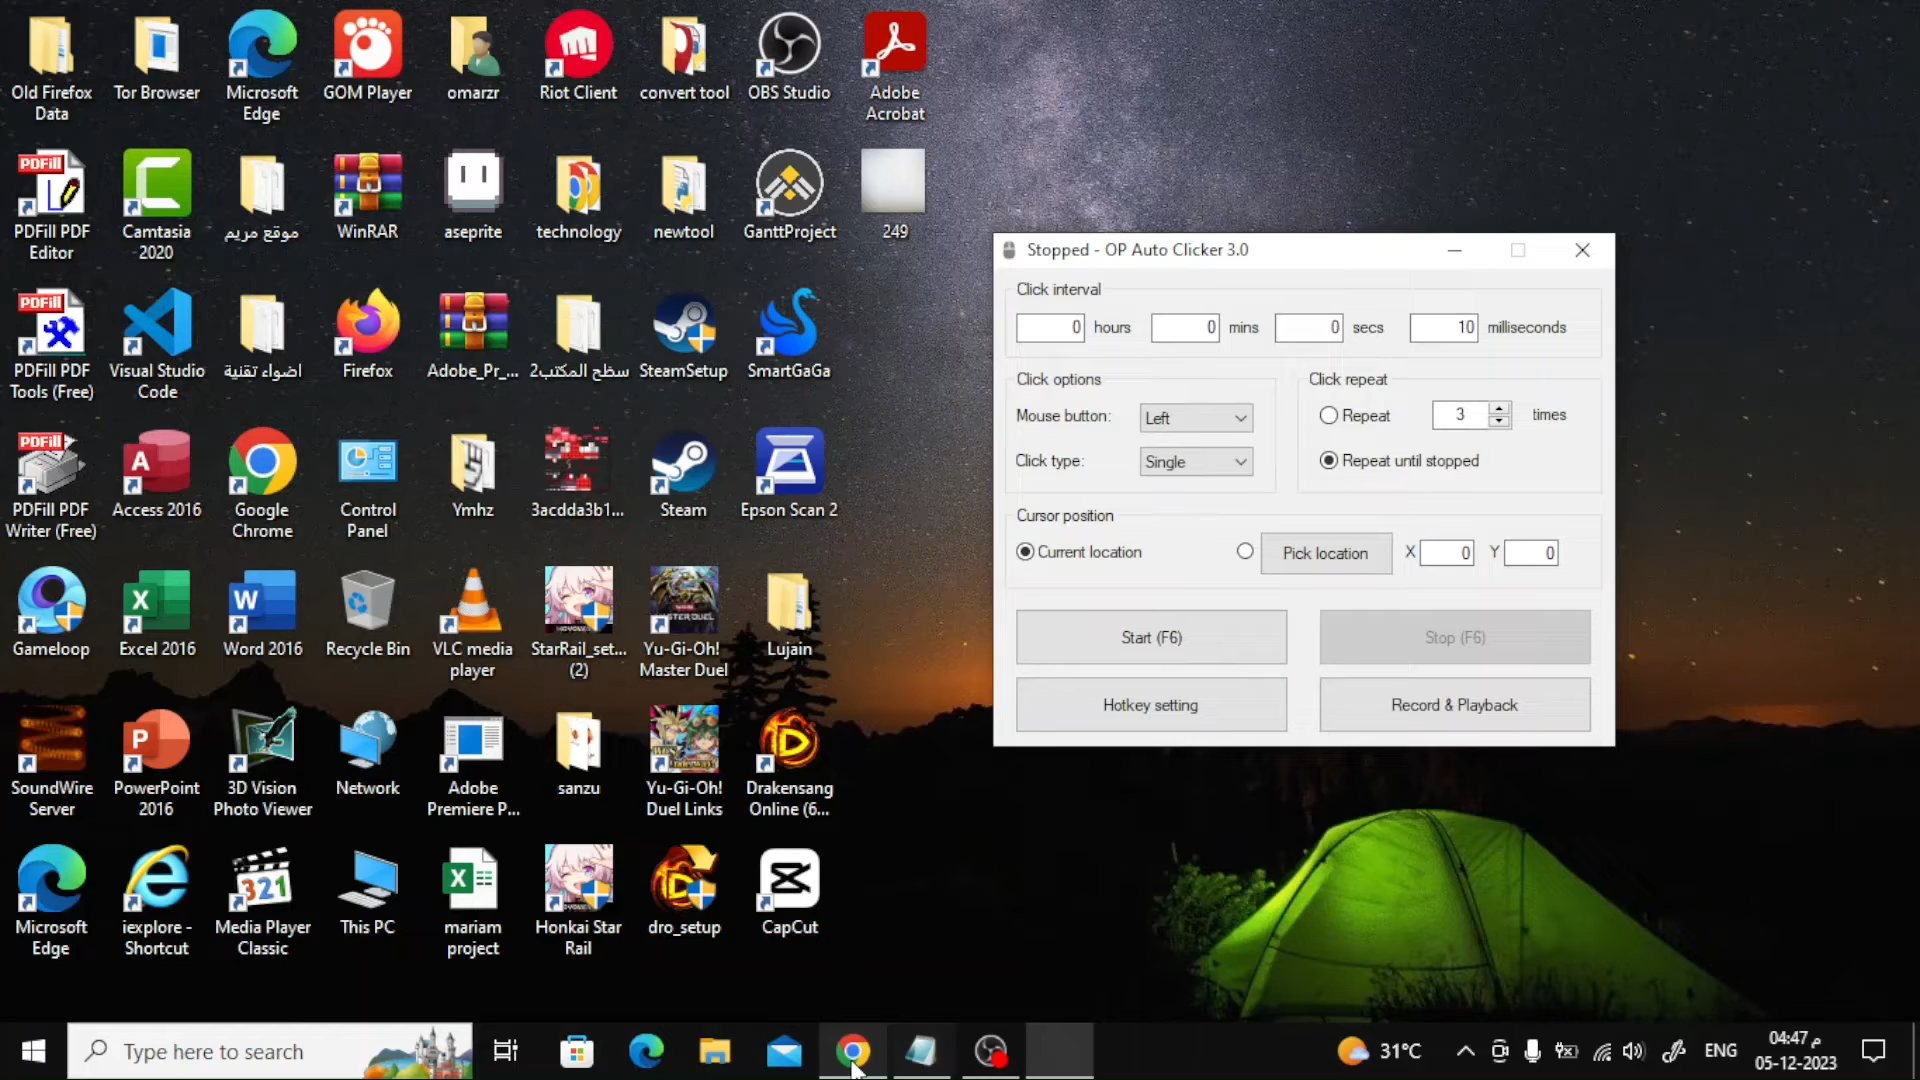 Old Firefox
Data
Tor Browser
Microsoft
Edge
GOM Player
omarzr
Riot Client
convert tool
OBS Studio
Adobe
Acrobat
PDFill
PDFill PDF
Editor
Camtasia
2020
موقع مريم
WinRAR
aseprite
technology
newtool
GanttProject
249
PDFill
PDFill PDF
Tools (Free)
Visual Studio
Code
اضواء تقنية
Firefox
Adobe_Pr_...
سطح المكتب2
SteamSetup
SmartGaGa
PDFill
PDFill PDF
Writer (Free)
Access 2016
Google
Chrome
Control
Panel
Ymhz
3acdda3b1...
Steam
Epson Scan 2
Gameloop
Excel 2016
Word 2016
Recycle Bin
VLC media
player
StarRail_set...
(2)
Yu-Gi-Oh!
Master Duel
Lujain
SoundWire
Server
PowerPoint
2016
3D Vision
Photo Viewer
Network
Adobe
Premiere P...
sanzu
Yu-Gi-Oh!
Duel Links
Drakensang
Online (6...
Microsoft
Edge
iexplore -
Shortcut
321
Media Player
Classic
This PC
mariam
project
Honkai Star
Rail
dro_setup
CapCut
Stopped - OP Auto Clicker 3.0
Click interval
0 hours 0 mins 0 secs 10 milliseconds
Click options
Mouse button: Left
Click type: Single
Click repeat
Repeat 3 times
Repeat until stopped
Cursor position
Current location Pick location X 0 Y 0
Start (F6) Stop (F6)
Hotkey setting Record & Playback
Type here to search
31°C
ENG
04:47 م
05-12-2023